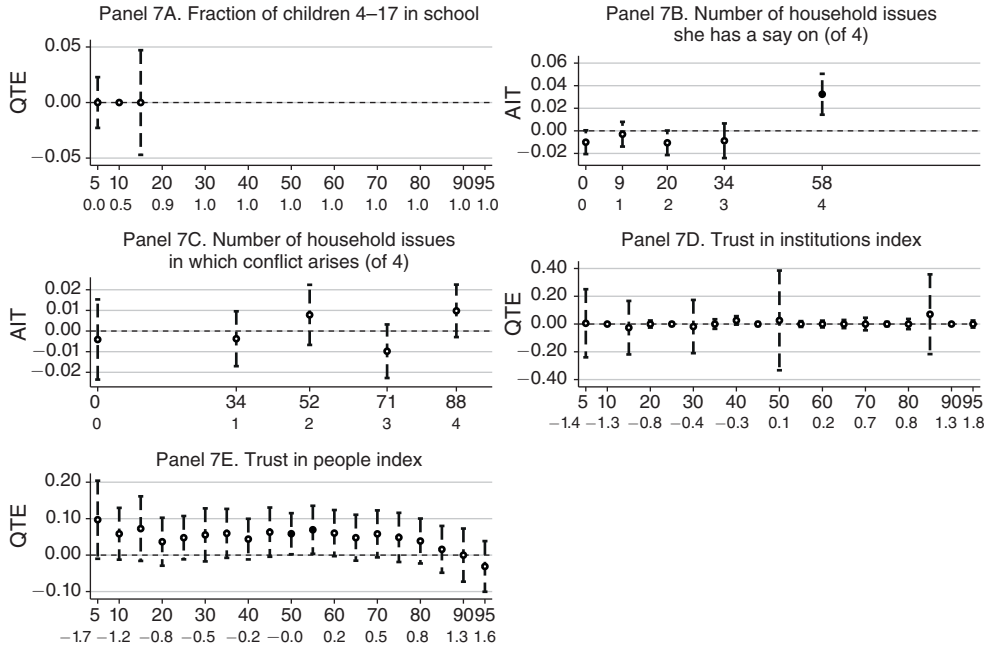 Panel 7A. Fraction of children 4–17 in school
QTE
0.05
0.00
−0.05
5 10 20 30 40 50 60 70 80 90 95
0.0 0.5 0.9 1.0 1.0 1.0 1.0 1.0 1.0 1.0 1.0
Panel 7B. Number of household issues
she has a say on (of 4)
AIT
0.06
0.04
0.02
0.00
−0.02
0 9 20 34 58
0 1 2 3 4
Panel 7C. Number of household issues
in which conflict arises (of 4)
AIT
0.02
0.01
0.00
−0.01
−0.02
0 34 52 71 88
0 1 2 3 4
Panel 7D. Trust in institutions index
QTE
0.40
0.20
0.00
−0.20
−0.40
5 10 20 30 40 50 60 70 80 90 95
−1.4 −1.3 −0.8 −0.4 −0.3 0.1 0.2 0.7 0.8 1.3 1.8
Panel 7E. Trust in people index
QTE
0.20
0.10
0.00
−0.10
5 10 20 30 40 50 60 70 80 90 95
−1.7 −1.2 −0.8 −0.5 −0.2 −0.0 0.2 0.5 0.8 1.3 1.6